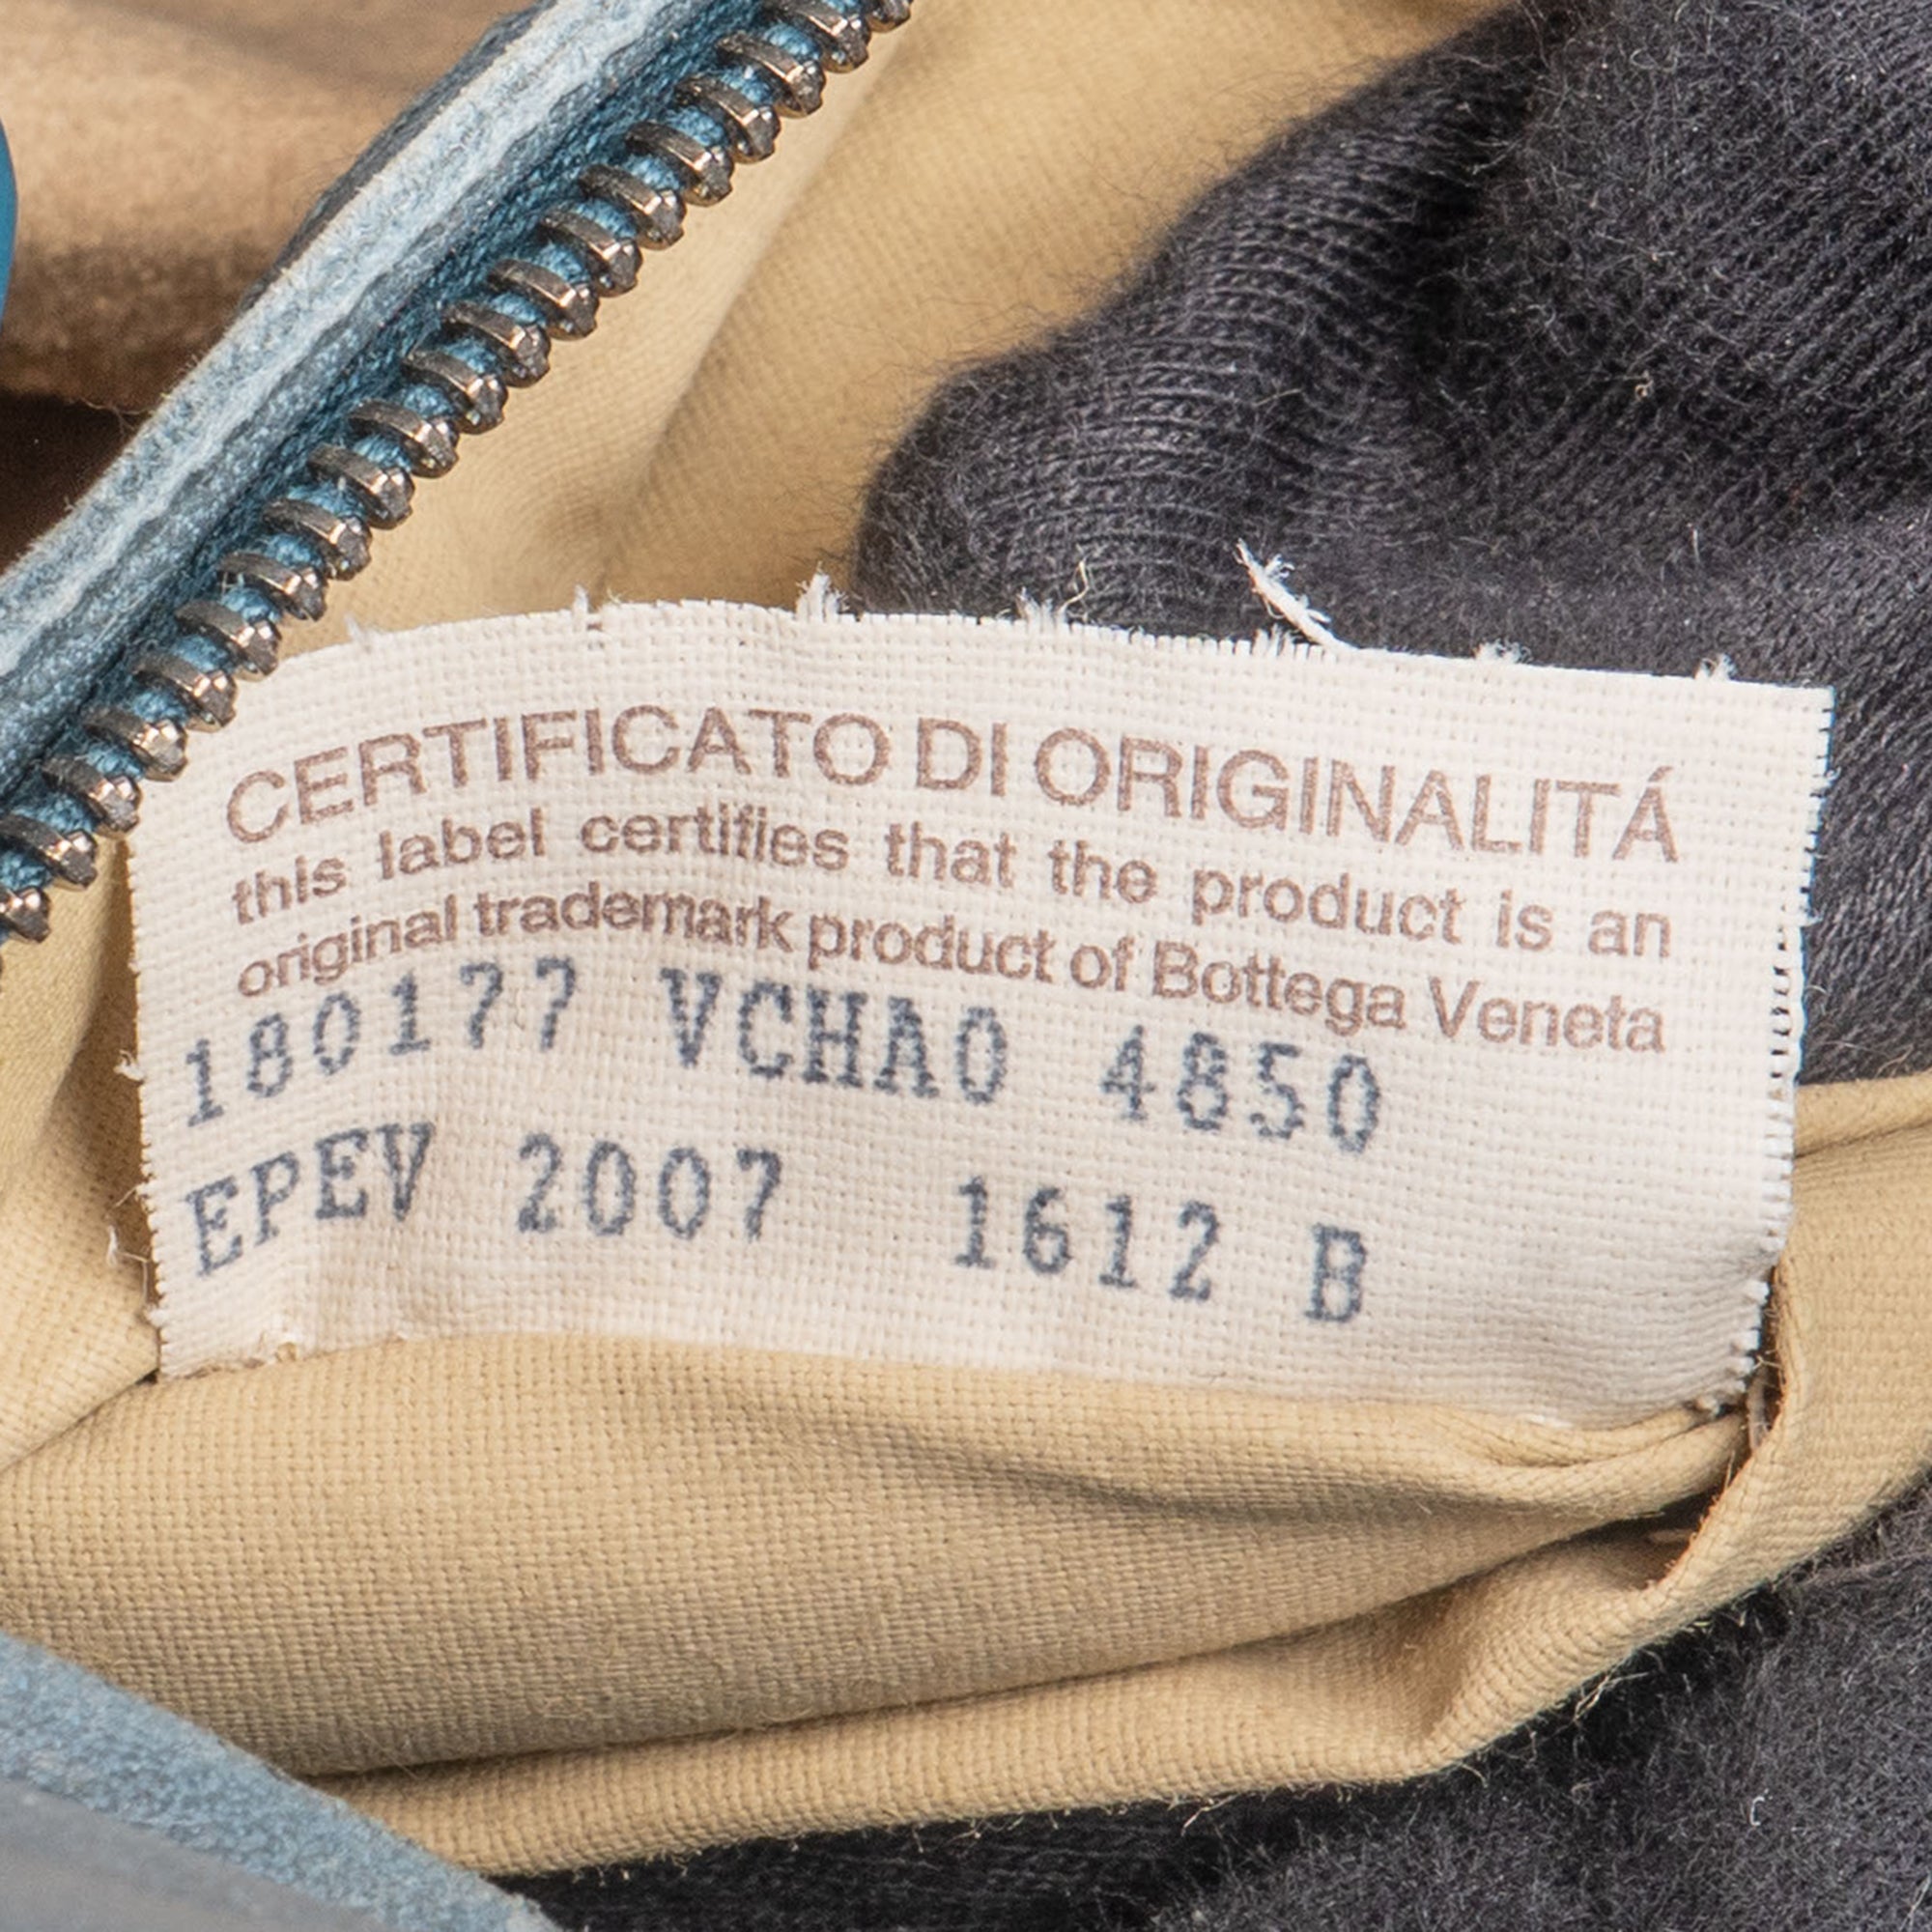 CERTIFICATO DI ORIGINALITÁ
this label certifies that the product is an
original trademark product of Bottega Veneta
180177 VCHA0 4850
EPEV 2007 1612 B